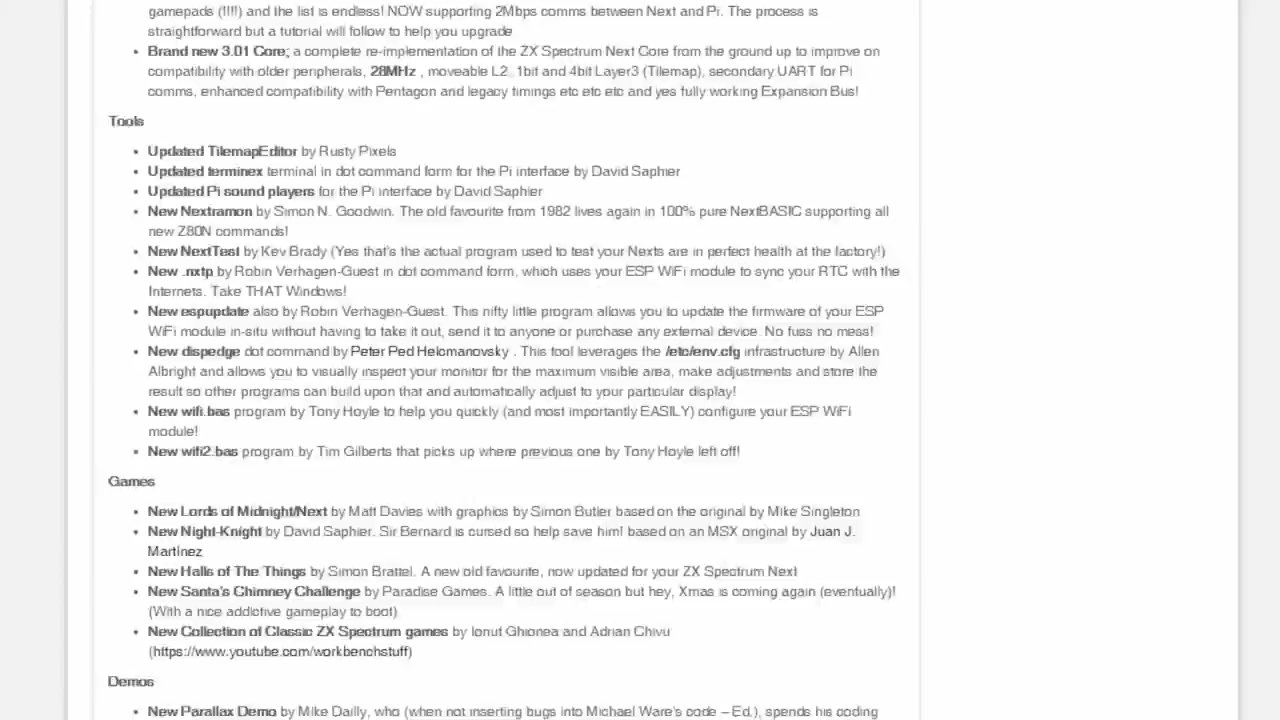 gamepads (!!!!) and the list is endless! NOW supporting 2Mbps comms between Next and Pi. The process is
straightforward but a tutorial will follow to help you upgrade
• Brand new 3.01 Core; a complete re-implementation of the ZX Spectrum Next Core from the ground up to improve on
compatibility with older peripherals, 28MHz , moveable L2, 1bit and 4bit Layer3 (Tilemap), secondary UART for Pi
comms, enhanced compatibility with Pentagon and legacy timings etc etc etc and yes fully working Expansion Bus!
Tools
• Updated TilemapEditor by Rusty Pixels
• Updated terminex terminal in dot command form for the Pi interface by David Saphier
• Updated Pi sound players for the Pi interface by David Saphier
• New Nextramon by Simon N. Goodwin. The old favourite from 1982 lives again in 100% pure NextBASIC supporting all
new Z80N commands!
• New NextTest by Kev Brady (Yes that's the actual program used to test your Nexts are in perfect health at the factory!)
• New .nxtp by Robin Verhagen-Guest in dot command form, which uses your ESP WiFi module to sync your RTC with the
Internets. Take THAT Windows!
• New espupdate also by Robin Verhagen-Guest. This nifty little program allows you to update the firmware of your ESP
WiFi module in-situ without having to take it out, send it to anyone or purchase any external device. No fuss no mess!
• New dispedge dot command by Peter Ped Helcmanovsky . This tool leverages the /etc/env.cfg infrastructure by Allen
Albright and allows you to visually inspect your monitor for the maximum visible area, make adjustments and store the
result so other programs can build upon that and automatically adjust to your particular display!
• New wifi.bas program by Tony Hoyle to help you quickly (and most importantly EASILY) configure your ESP WiFi
module!
• New wifi2.bas program by Tim Gilberts that picks up where previous one by Tony Hoyle left off!
Games
• New Lords of Midnight/Next by Matt Davies with graphics by Simon Butler based on the original by Mike Singleton
• New Night-Knight by David Saphier. Sir Bernard is cursed so help save him! based on an MSX original by Juan J.
Martinez
• New Halls of The Things by Simon Brattel. A new old favourite, now updated for your ZX Spectrum Next
• New Santa's Chimney Challenge by Paradise Games. A little out of season but hey, Xmas is coming again (eventually)!
(With a nice addictive gameplay to boot)
• New Collection of Classic ZX Spectrum games by Ionut Ghionea and Adrian Chivu
(https://www.youtube.com/workbenchstuff)
Demos
• New Parallax Demo by Mike Dailly, who (when not inserting bugs into Michael Ware's code – Ed.), spends his coding